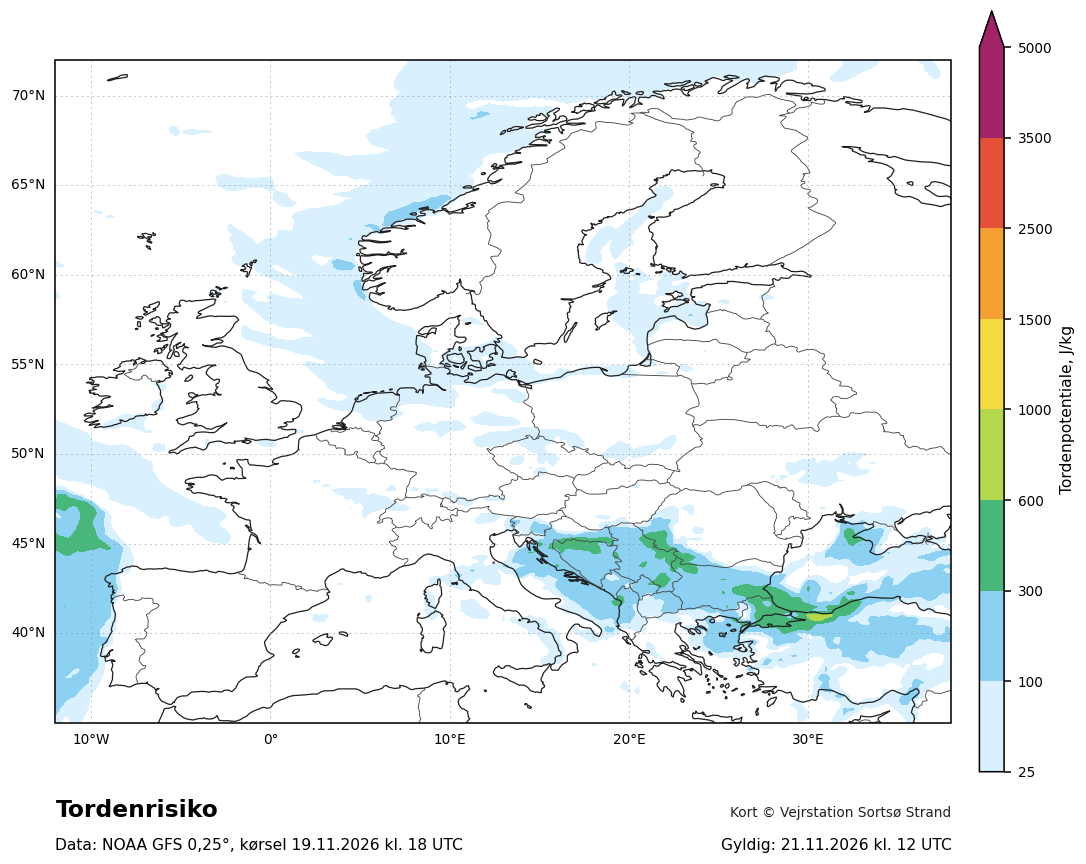 70°N
65°N
60°N
55°N
50°N
45°N
40°N
10°W
0°
10°E
20°E
30°E
5000
3500
2500
1500
1000
600
300
100
25
Tordenpotentiale, J/kg
Tordenrisiko
Kort © Vejrstation Sortsø Strand
Data: NOAA GFS 0,25°, kørsel 19.11.2026 kl. 18 UTC
Gyldig: 21.11.2026 kl. 12 UTC